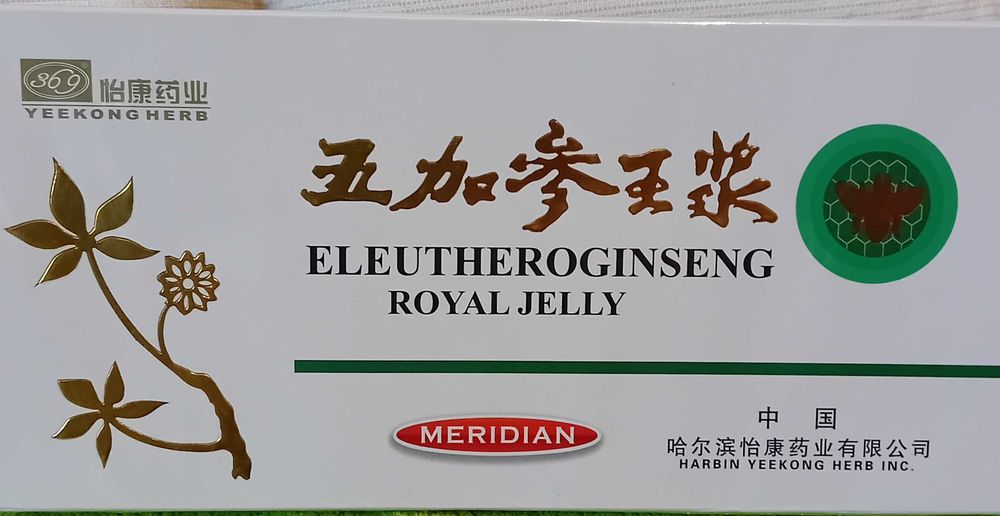 369
怡康药业
YEEKONG HERB
五加参王浆
ELEUTHEROGINSENG
ROYAL JELLY
MERIDIAN
中 国
哈尔滨怡康药业有限公司
HARBIN YEEKONG HERB INC.